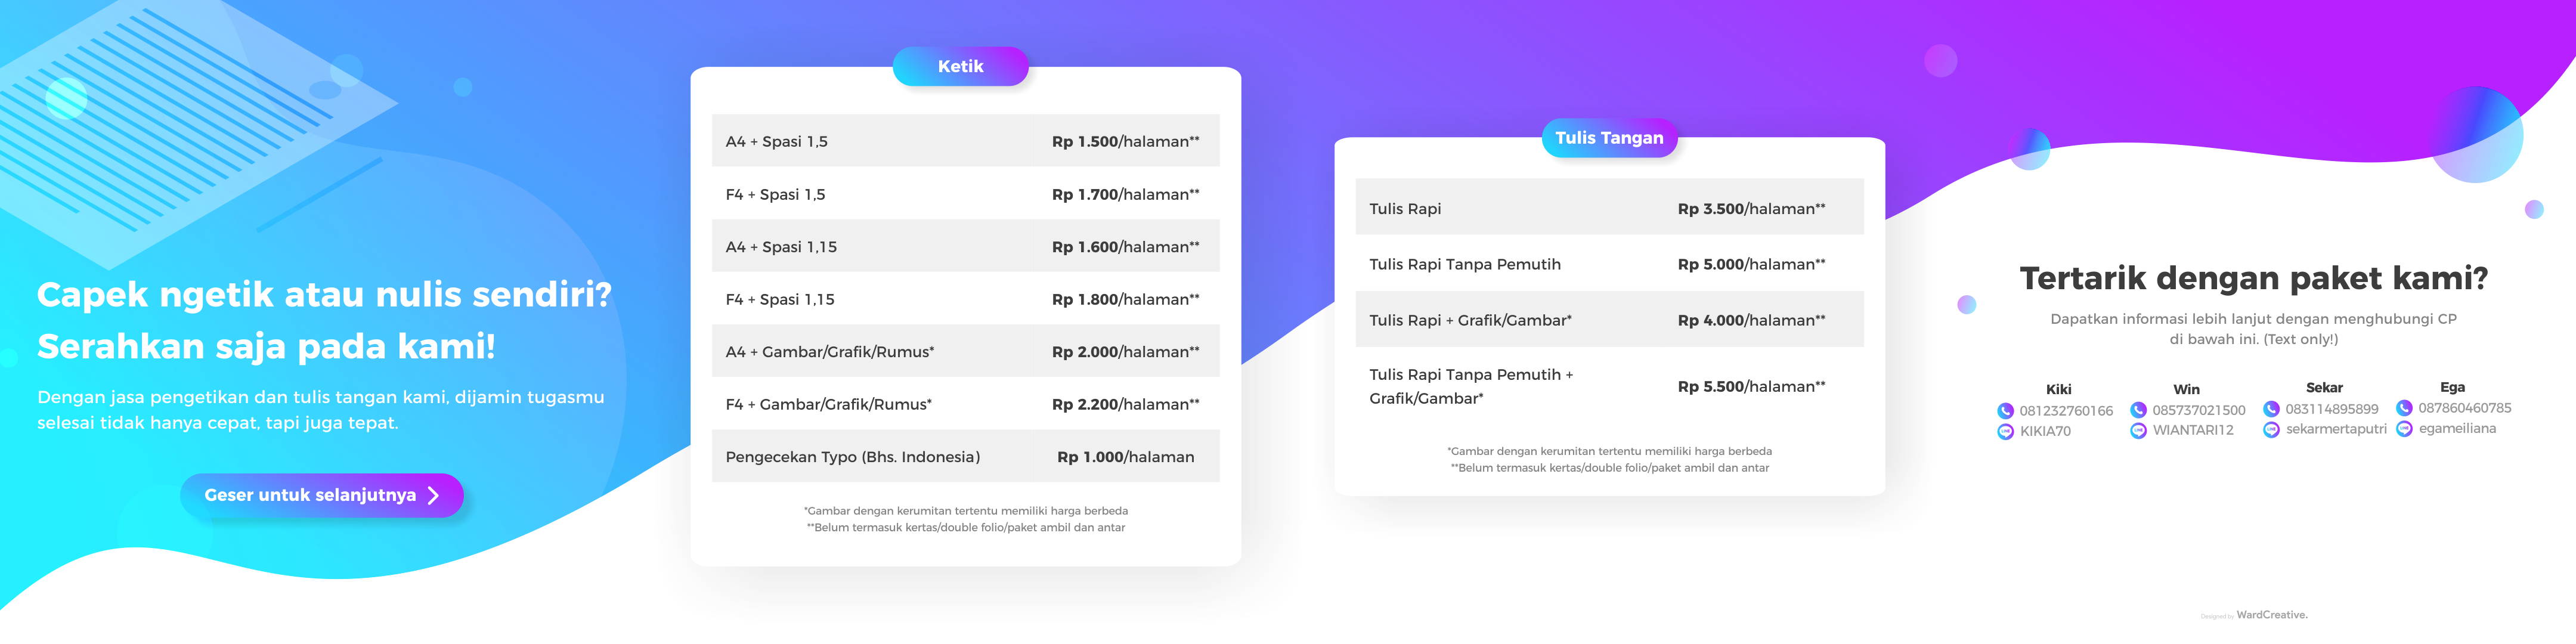 Capek ngetik atau nulis sendiri?
Serahkan saja pada kami!
Dengan jasa pengetikan dan tulis tangan kami, dijamin tugasmu
selesai tidak hanya cepat, tapi juga tepat.
Geser untuk selanjutnya
Ketik
A4 + Spasi 1,5 Rp 1.500/halaman**
F4 + Spasi 1,5 Rp 1.700/halaman**
A4 + Spasi 1,15 Rp 1.600/halaman**
F4 + Spasi 1,15 Rp 1.800/halaman**
A4 + Gambar/Grafik/Rumus* Rp 2.000/halaman**
F4 + Gambar/Grafik/Rumus* Rp 2.200/halaman**
Pengecekan Typo (Bhs. Indonesia) Rp 1.000/halaman
*Gambar dengan kerumitan tertentu memiliki harga berbeda
**Belum termasuk kertas/double folio/paket ambil dan antar
Tulis Tangan
Tulis Rapi Rp 3.500/halaman**
Tulis Rapi Tanpa Pemutih Rp 5.000/halaman**
Tulis Rapi + Grafik/Gambar* Rp 4.000/halaman**
Tulis Rapi Tanpa Pemutih +
Grafik/Gambar* Rp 5.500/halaman**
*Gambar dengan kerumitan tertentu memiliki harga berbeda
**Belum termasuk kertas/double folio/paket ambil dan antar
Tertarik dengan paket kami?
Dapatkan informasi lebih lanjut dengan menghubungi CP
di bawah ini. (Text only!)
Kiki
081232760166
KIKIA70
Win
085737021500
WIANTARI12
Sekar
083114895899
sekarmertaputri
Ega
087860460785
egameiliana
Designed by WardCreative.